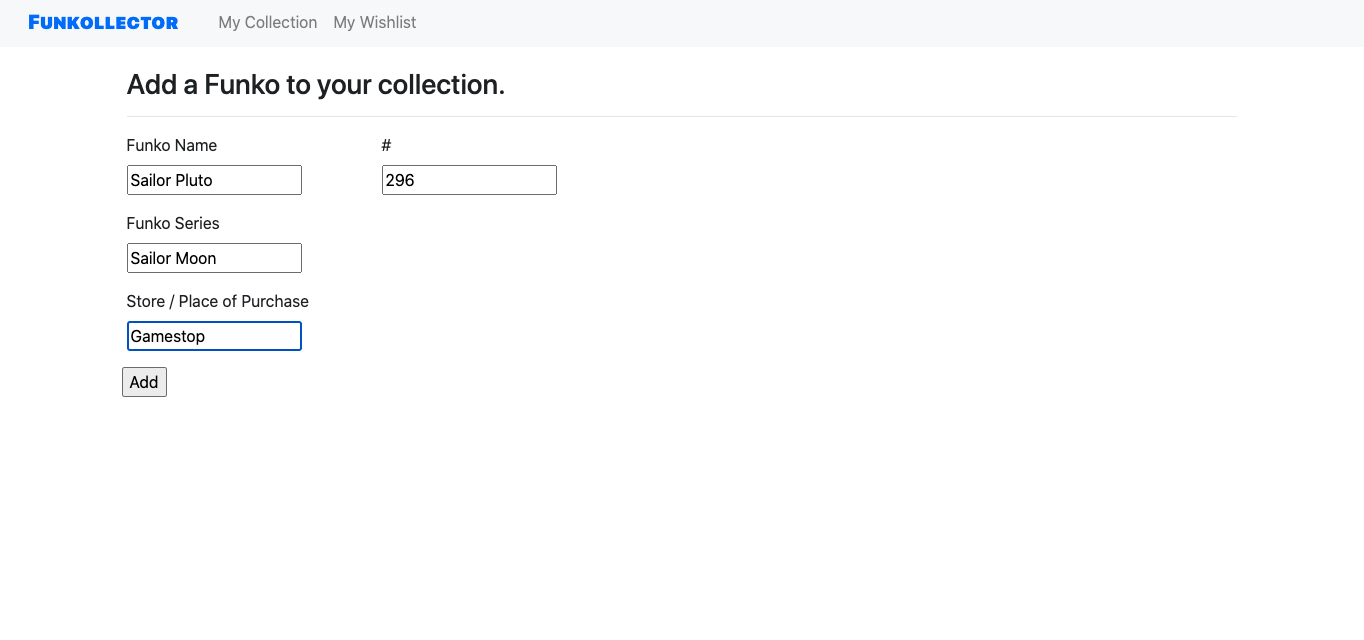 FUNKOLLECTOR My Collection My Wishlist
Add a Funko to your collection.
Funko Name #
Sailor Pluto 296
Funko Series
Sailor Moon
Store / Place of Purchase
Gamestop
Add